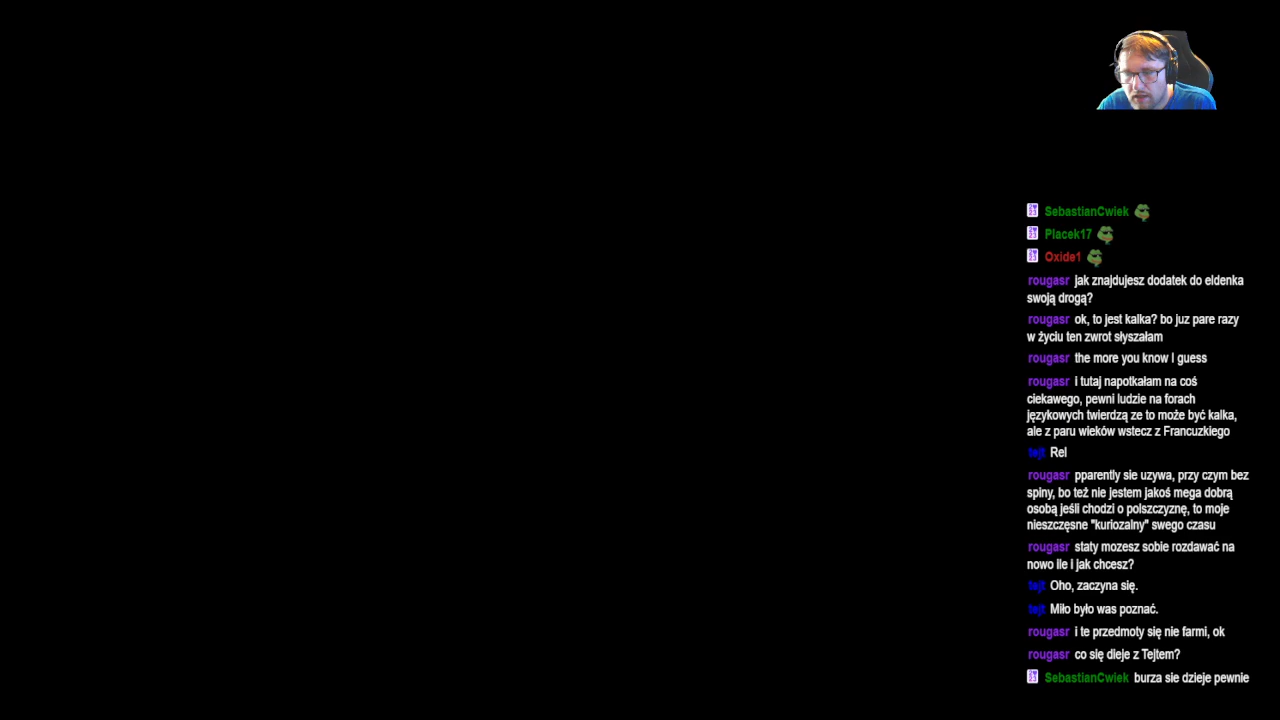 SebastianCwiek
Placek17
Oxide1
rougasr jak znajdujesz dodatek do eldenka
swoją drogą?
rougasr ok, to jest kalka? bo juz pare razy
w życiu ten zwrot słyszałam
rougasr the more you know I guess
rougasr i tutaj napotkałam na coś
ciekawego, pewni ludzie na forach
językowych twierdzą ze to może być kalka,
ale z paru wieków wstecz z Francuzkiego
tejt Rel
rougasr pparently sie uzywa, przy czym bez
spiny, bo też nie jestem jakoś mega dobrą
osobą jeśli chodzi o polszczyznę, to moje
nieszczęsne "kuriozalny" swego czasu
rougasr staty mozesz sobie rozdawać na
nowo ile i jak chcesz?
tejt Oho, zaczyna się.
tejt Miło było was poznać.
rougasr i te przedmoty się nie farmi, ok
rougasr co się dieje z Tejtem?
SebastianCwiek burza sie dzieje pewnie